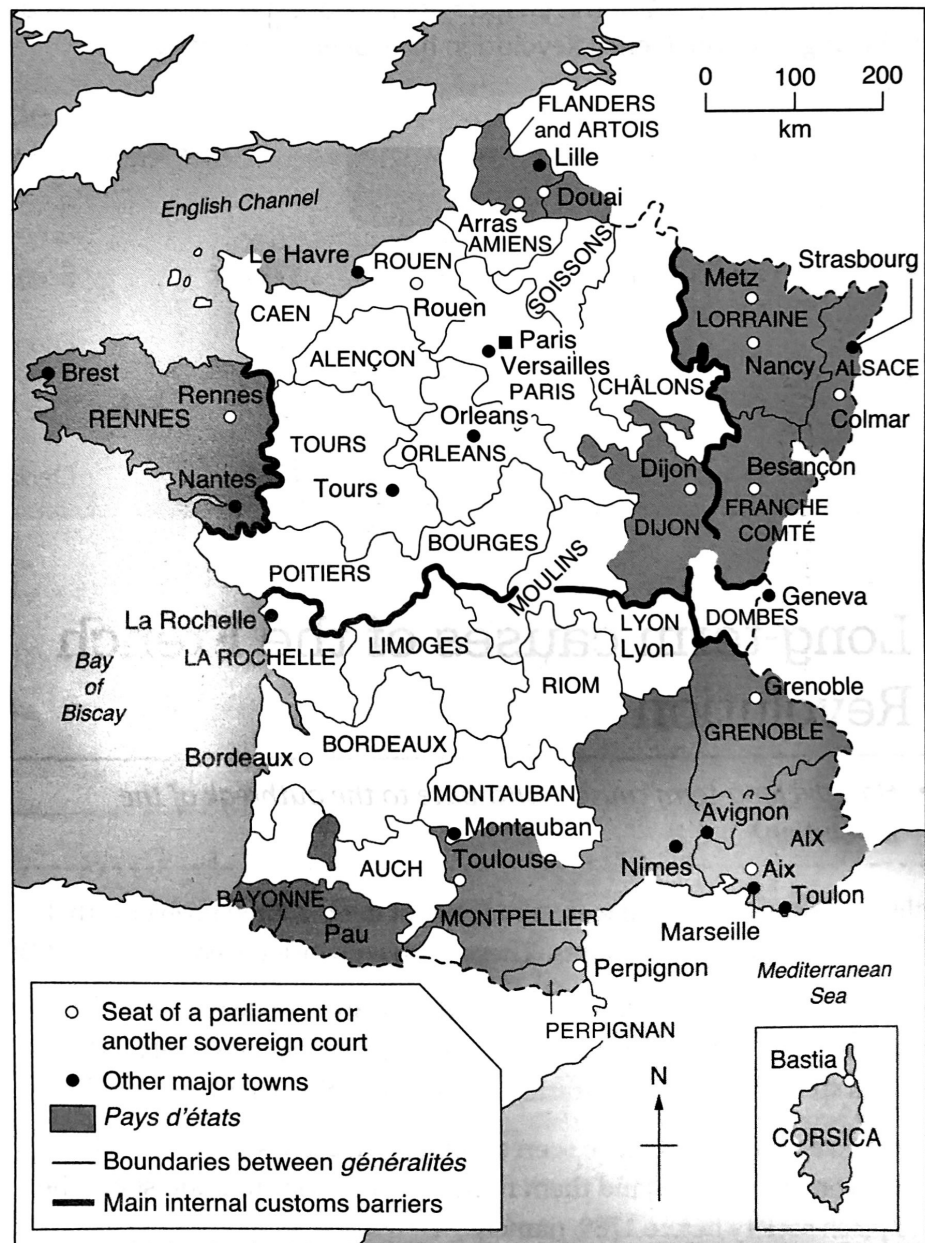 0 100 200
km
FLANDERS
and ARTOIS
Lille
Douai
English Channel
Arras
AMIENS
Le Havre
ROUEN
SOISSONS
Strasbourg
Metz
Rouen
CAEN
LORRAINE
Paris
ALENÇON
Versailles
Nancy
ALSACE
Brest
PARIS
CHÂLONS
Rennes
RENNES
Orleans
Colmar
TOURS
ORLEANS
Dijon
Besançon
Nantes
Tours
FRANCHE
COMTÉ
DIJON
BOURGES
POITIERS
MOULINS
Geneva
La Rochelle
LYON
DOMBES
LIMOGES
Lyon
LA ROCHELLE
Bay
of
Biscay
RIOM
Grenoble
GRENOBLE
BORDEAUX
Bordeaux
MONTAUBAN
Avignon
Montauban
AIX
AUCH
Toulouse
Nîmes
Aix
BAYONNE
Toulon
Pau
MONTPELLIER
Marseille
Perpignon
Mediterranean
Sea
PERPIGNAN
Seat of a parliament or
another sovereign court
Other major towns
Pays d'états
Boundaries between généralités
Main internal customs barriers
N
Bastia
CORSICA